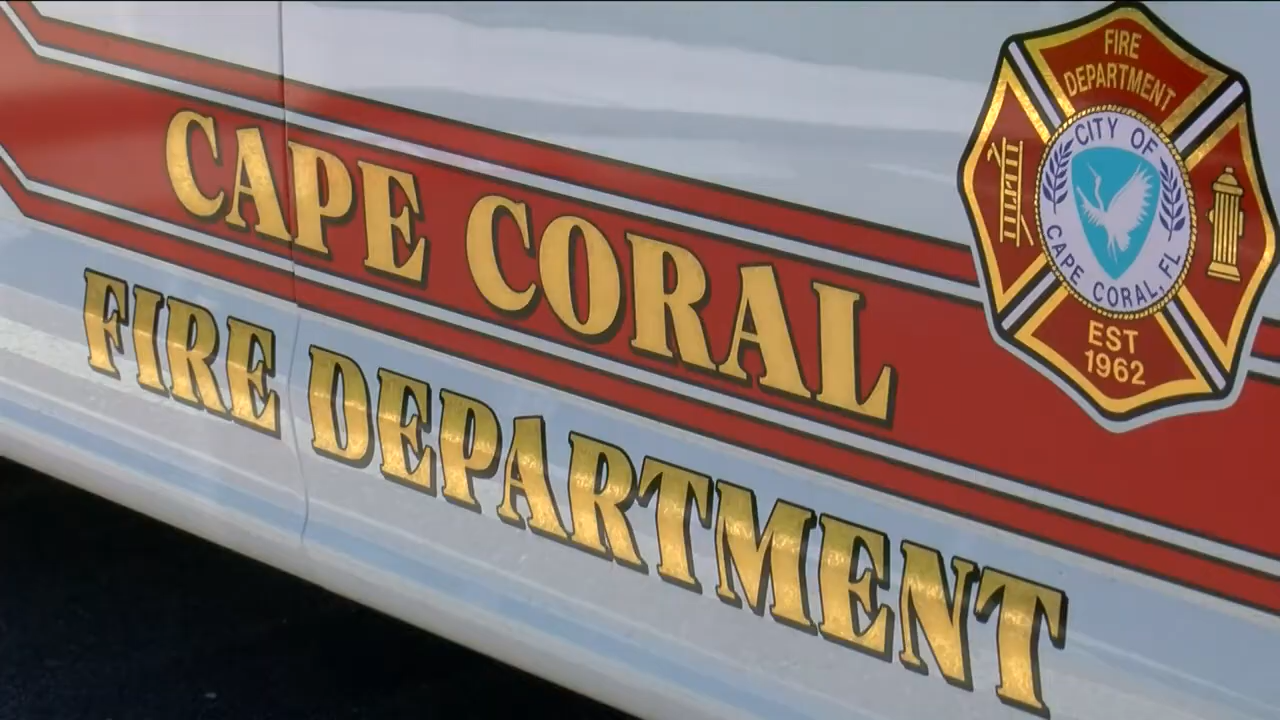 CAPE CORAL
FIRE DEPARTMENT
FIRE
DEPARTMENT
CITY OF
CAPE CORAL, FL
EST
1962